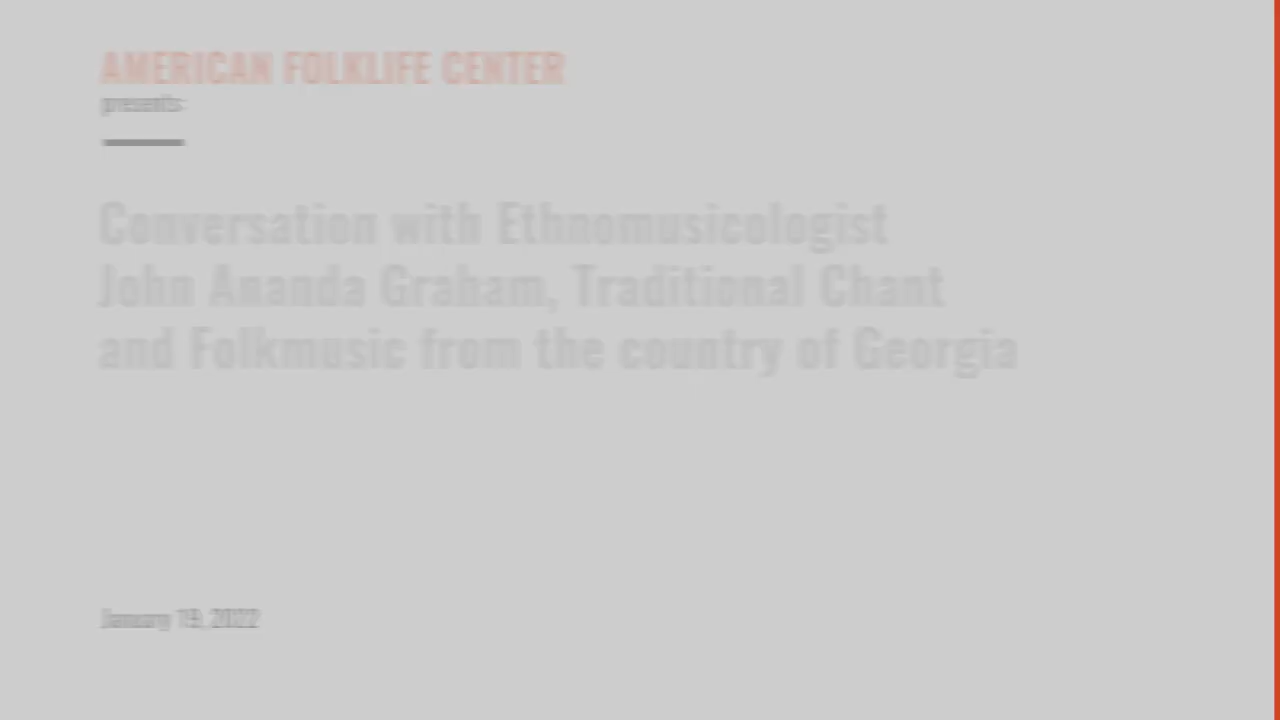 AMERICAN FOLKLIFE CENTER
presents
Conversation with Ethnomusicologist
John Ananda Graham, Traditional Chant
and Folkmusic from the country of Georgia
January 19, 2022